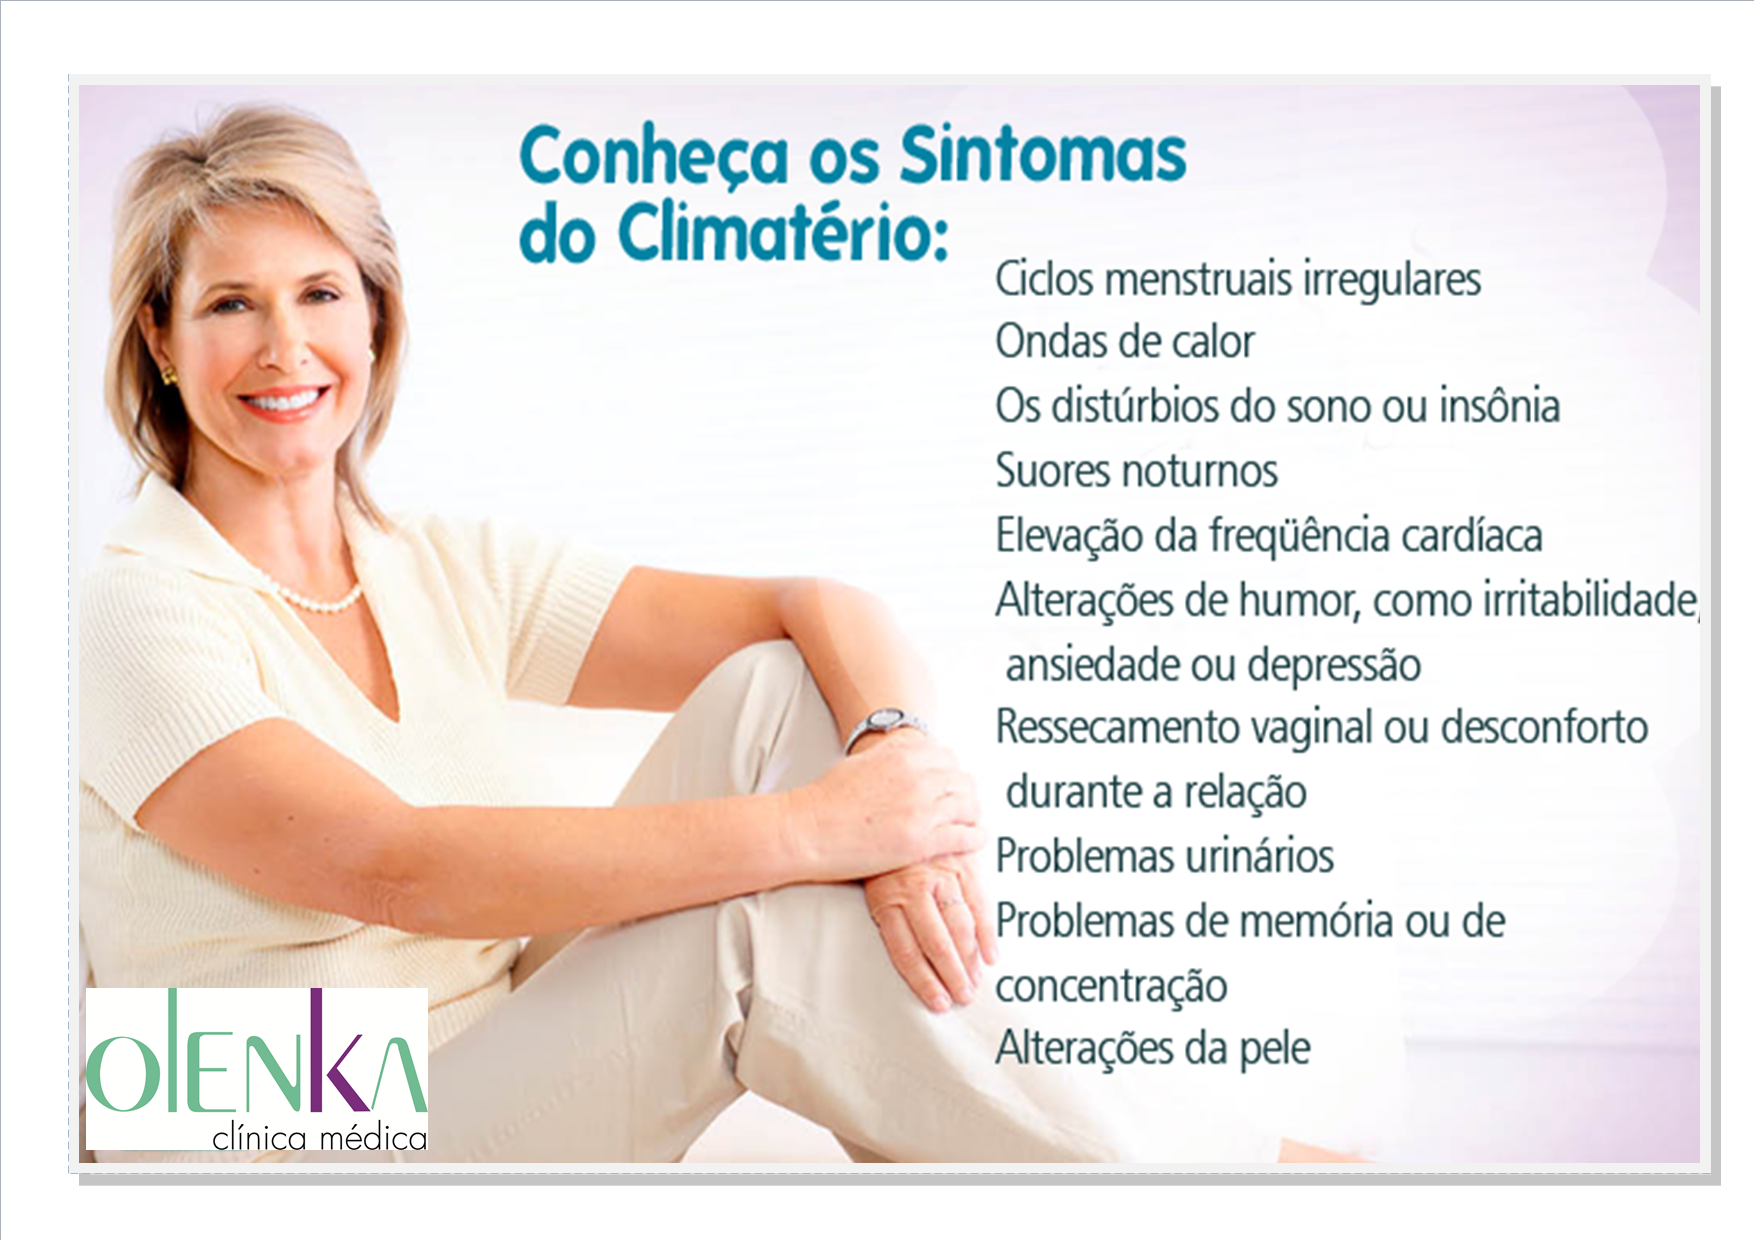 Conheça os Sintomas
do Climatério:
Ciclos menstruais irregulares
Ondas de calor
Os distúrbios do sono ou insônia
Suores noturnos
Elevação da freqüência cardíaca
Alterações de humor, como irritabilidade,
ansiedade ou depressão
Ressecamento vaginal ou desconforto
durante a relação
Problemas urinários
Problemas de memória ou de
concentração
Alterações da pele
olenka
clínica médica